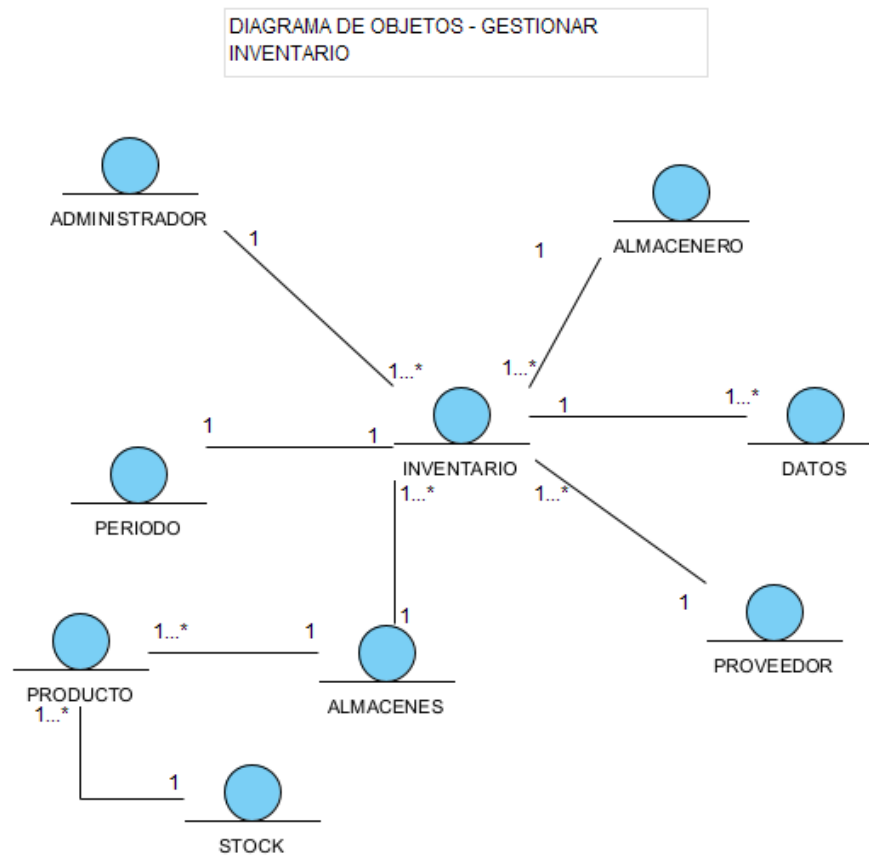 DIAGRAMA DE OBJETOS - GESTIONAR
INVENTARIO
ADMINISTRADOR
1
ALMACENERO
1
1...*
1...*
1
1...*
1
1
INVENTARIO
DATOS
1...*
1...*
PERIODO
1
1
1...*
1
PROVEEDOR
PRODUCTO
ALMACENES
1...*
1
STOCK